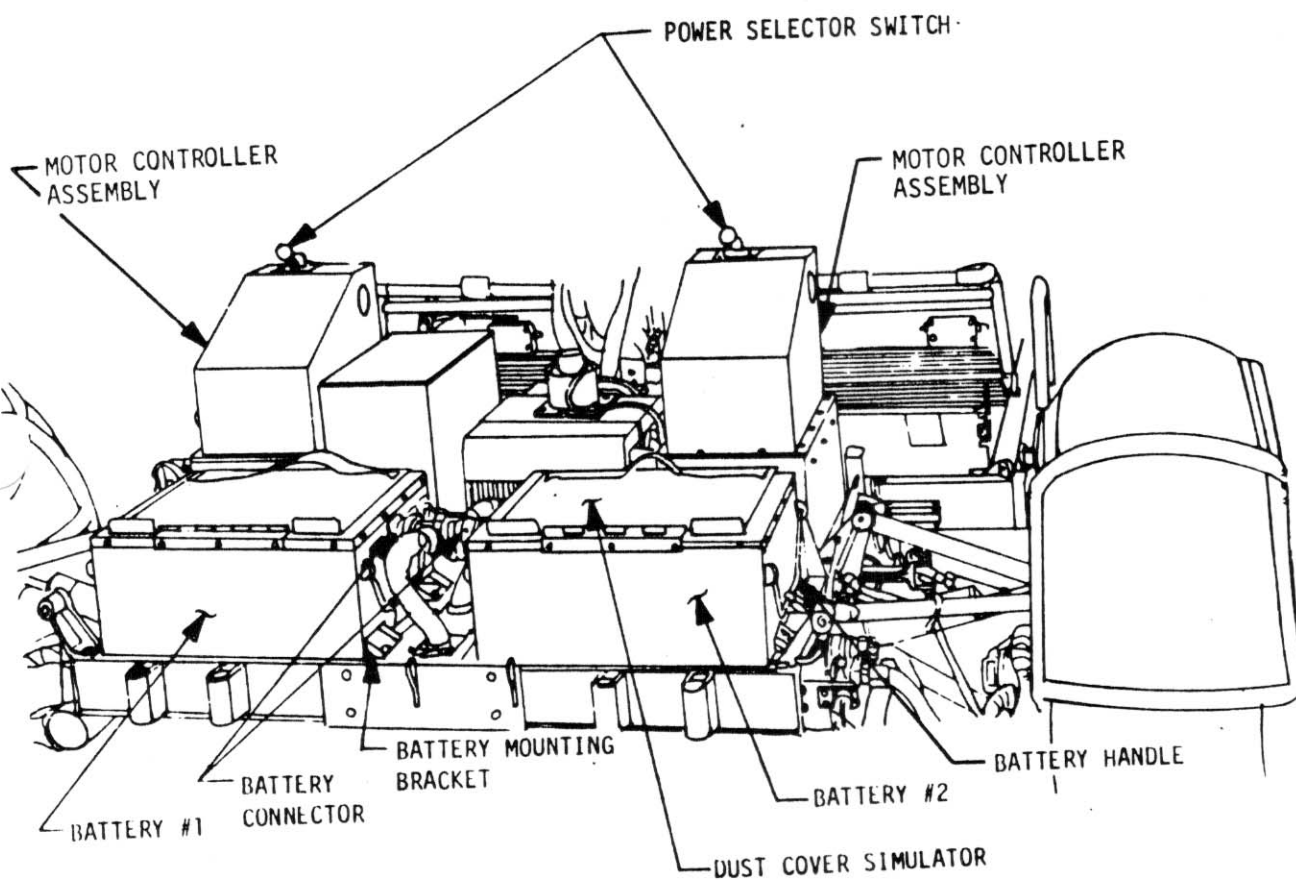 POWER SELECTOR SWITCH
MOTOR CONTROLLER
ASSEMBLY
MOTOR CONTROLLER
ASSEMBLY
BATTERY MOUNTING
BRACKET
BATTERY HANDLE
BATTERY
CONNECTOR
BATTERY #2
BATTERY #1
DUST COVER SIMULATOR